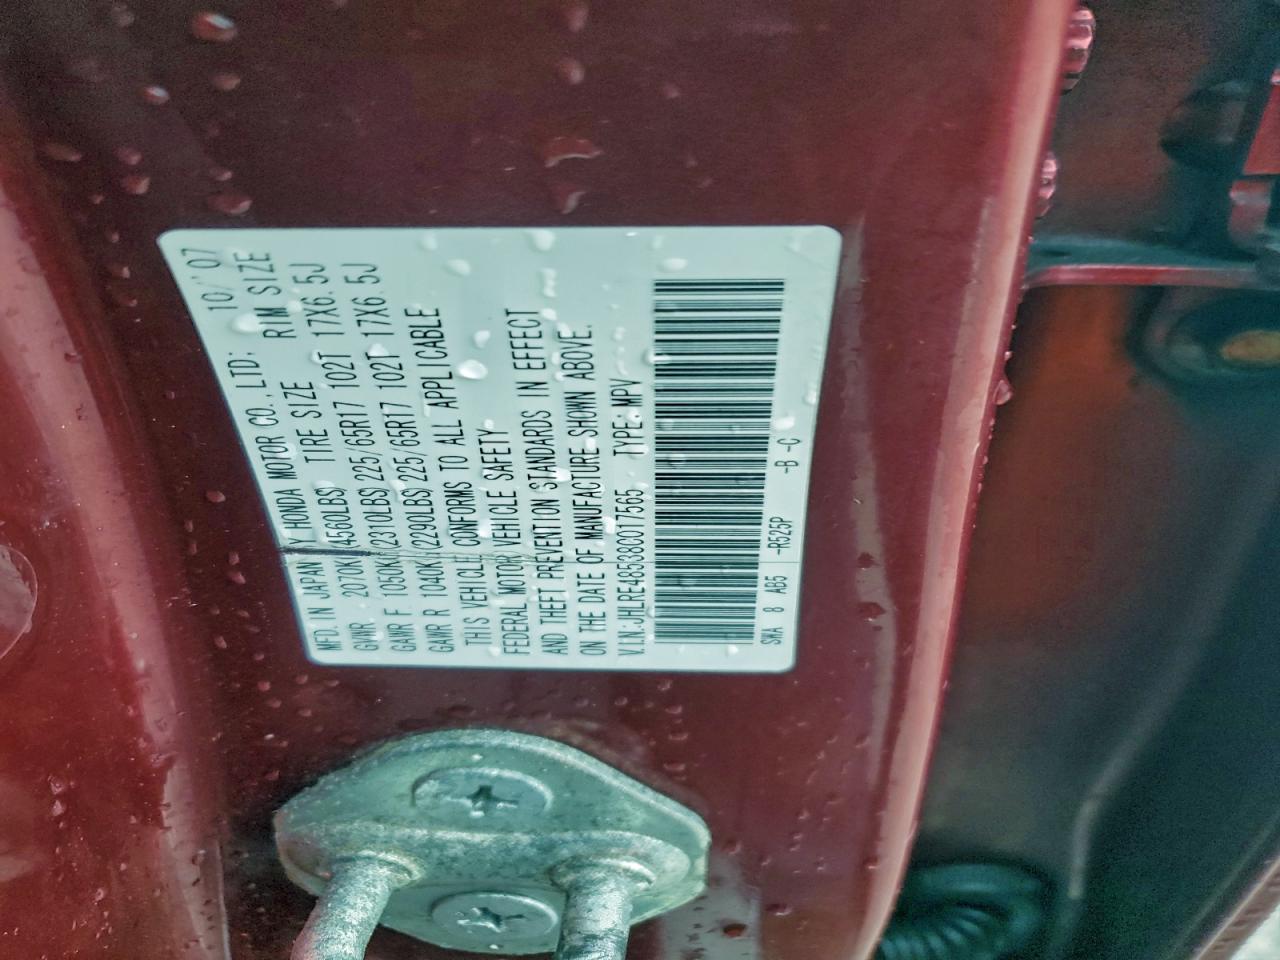 MFD IN JAPAN BY HONDA MOTOR CO., LTD: 10/'07
GVWR 2070KG(4560LBS) TIRE SIZE RIM SIZE
GAWR F 1050KG(2310LBS) 225/65R17 102T 17X6.5J
GAWR R 1040KG(2290LBS) 225/65R17 102T 17X6.5J
THIS VEHICLE CONFORMS TO ALL APPLICABLE
FEDERAL MOTOR VEHICLE SAFETY
AND THEFT PREVENTION STANDARDS IN EFFECT
ON THE DATE OF MANUFACTURE SHOWN ABOVE.
V.I.N.:JHLRE48538C017565 TYPE:MPV
SWA 8 AB5 -R525P -B -C